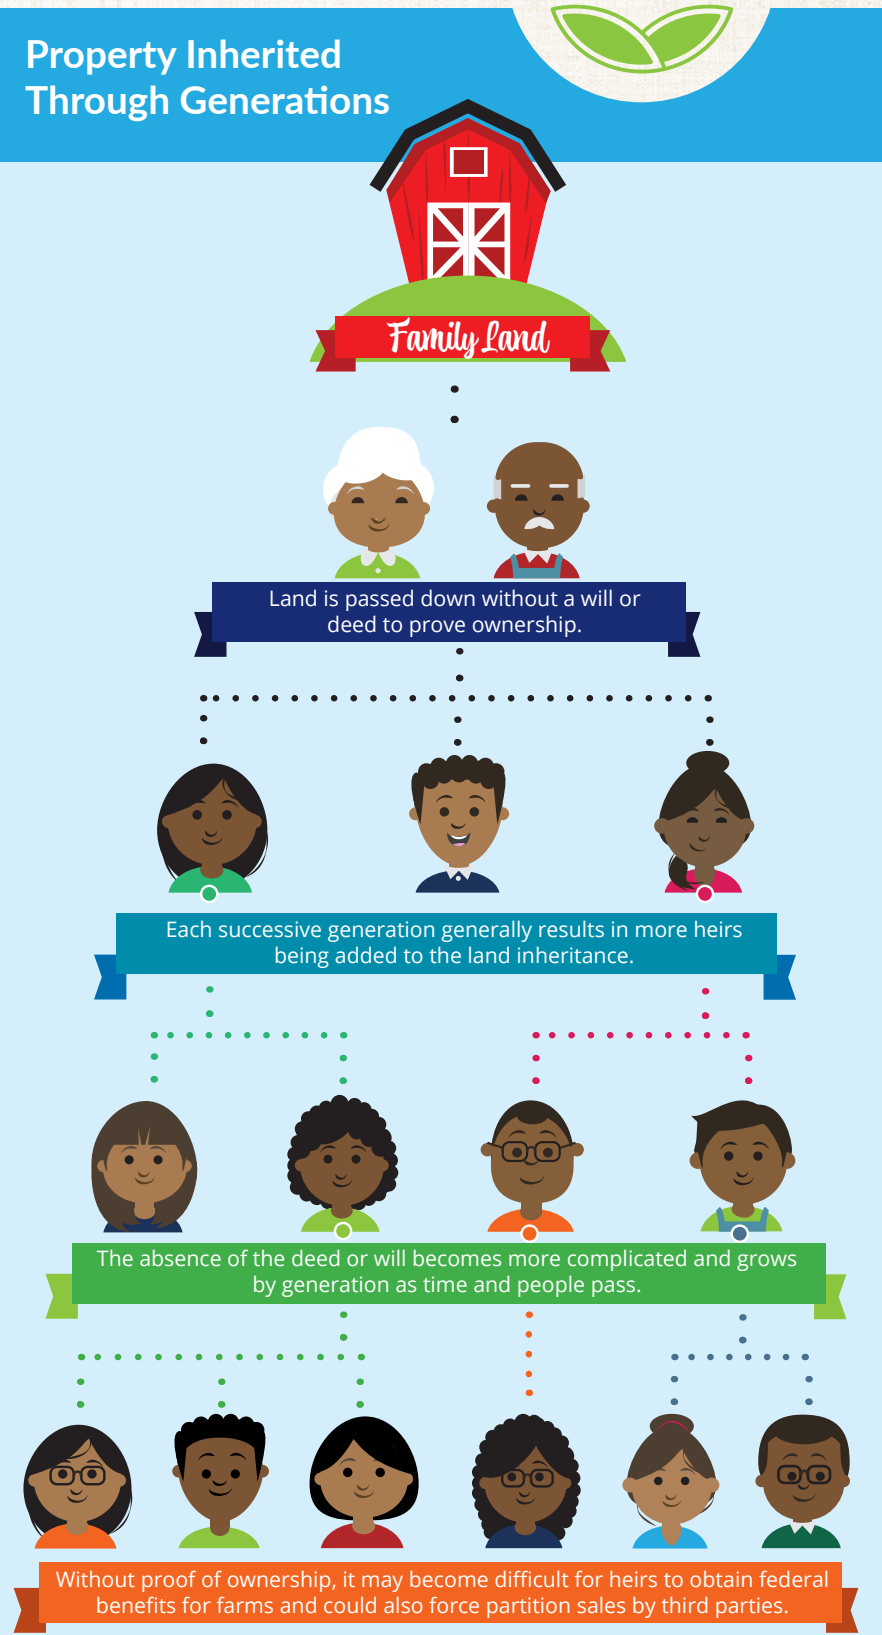 Property Inherited
Through Generations
Family Land
Land is passed down without a will or
deed to prove ownership.
Each successive generation generally results in more heirs
being added to the land inheritance.
The absence of the deed or will becomes more complicated and grows
by generation as time and people pass.
Without proof of ownership, it may become difficult for heirs to obtain federal
benefits for farms and could also force partition sales by third parties.